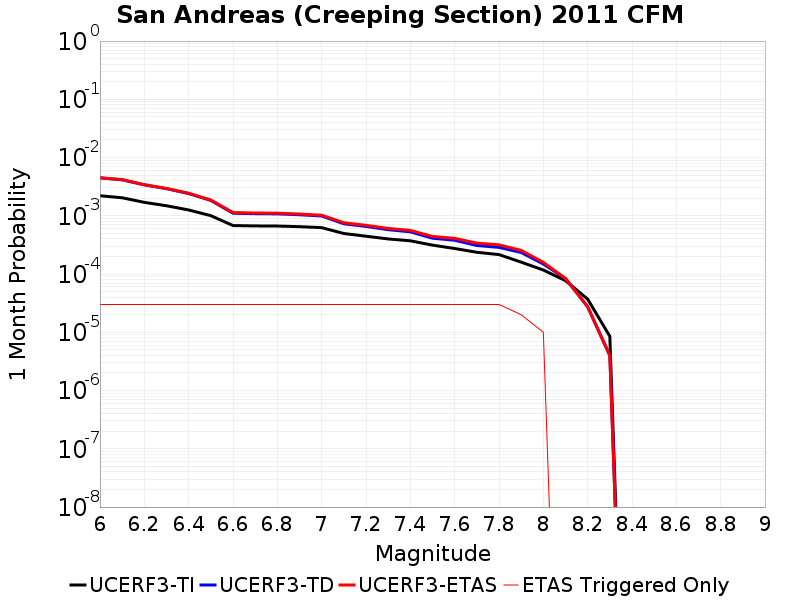 San Andreas (Creeping Section) 2011 CFM
1 Month Probability
10^0
10^-1
10^-2
10^-3
10^-4
10^-5
10^-6
10^-7
10^-8
6 6.2 6.4 6.6 6.8 7 7.2 7.4 7.6 7.8 8 8.2 8.4 8.6 8.8 9
Magnitude
UCERF3-TI UCERF3-TD UCERF3-ETAS ETAS Triggered Only